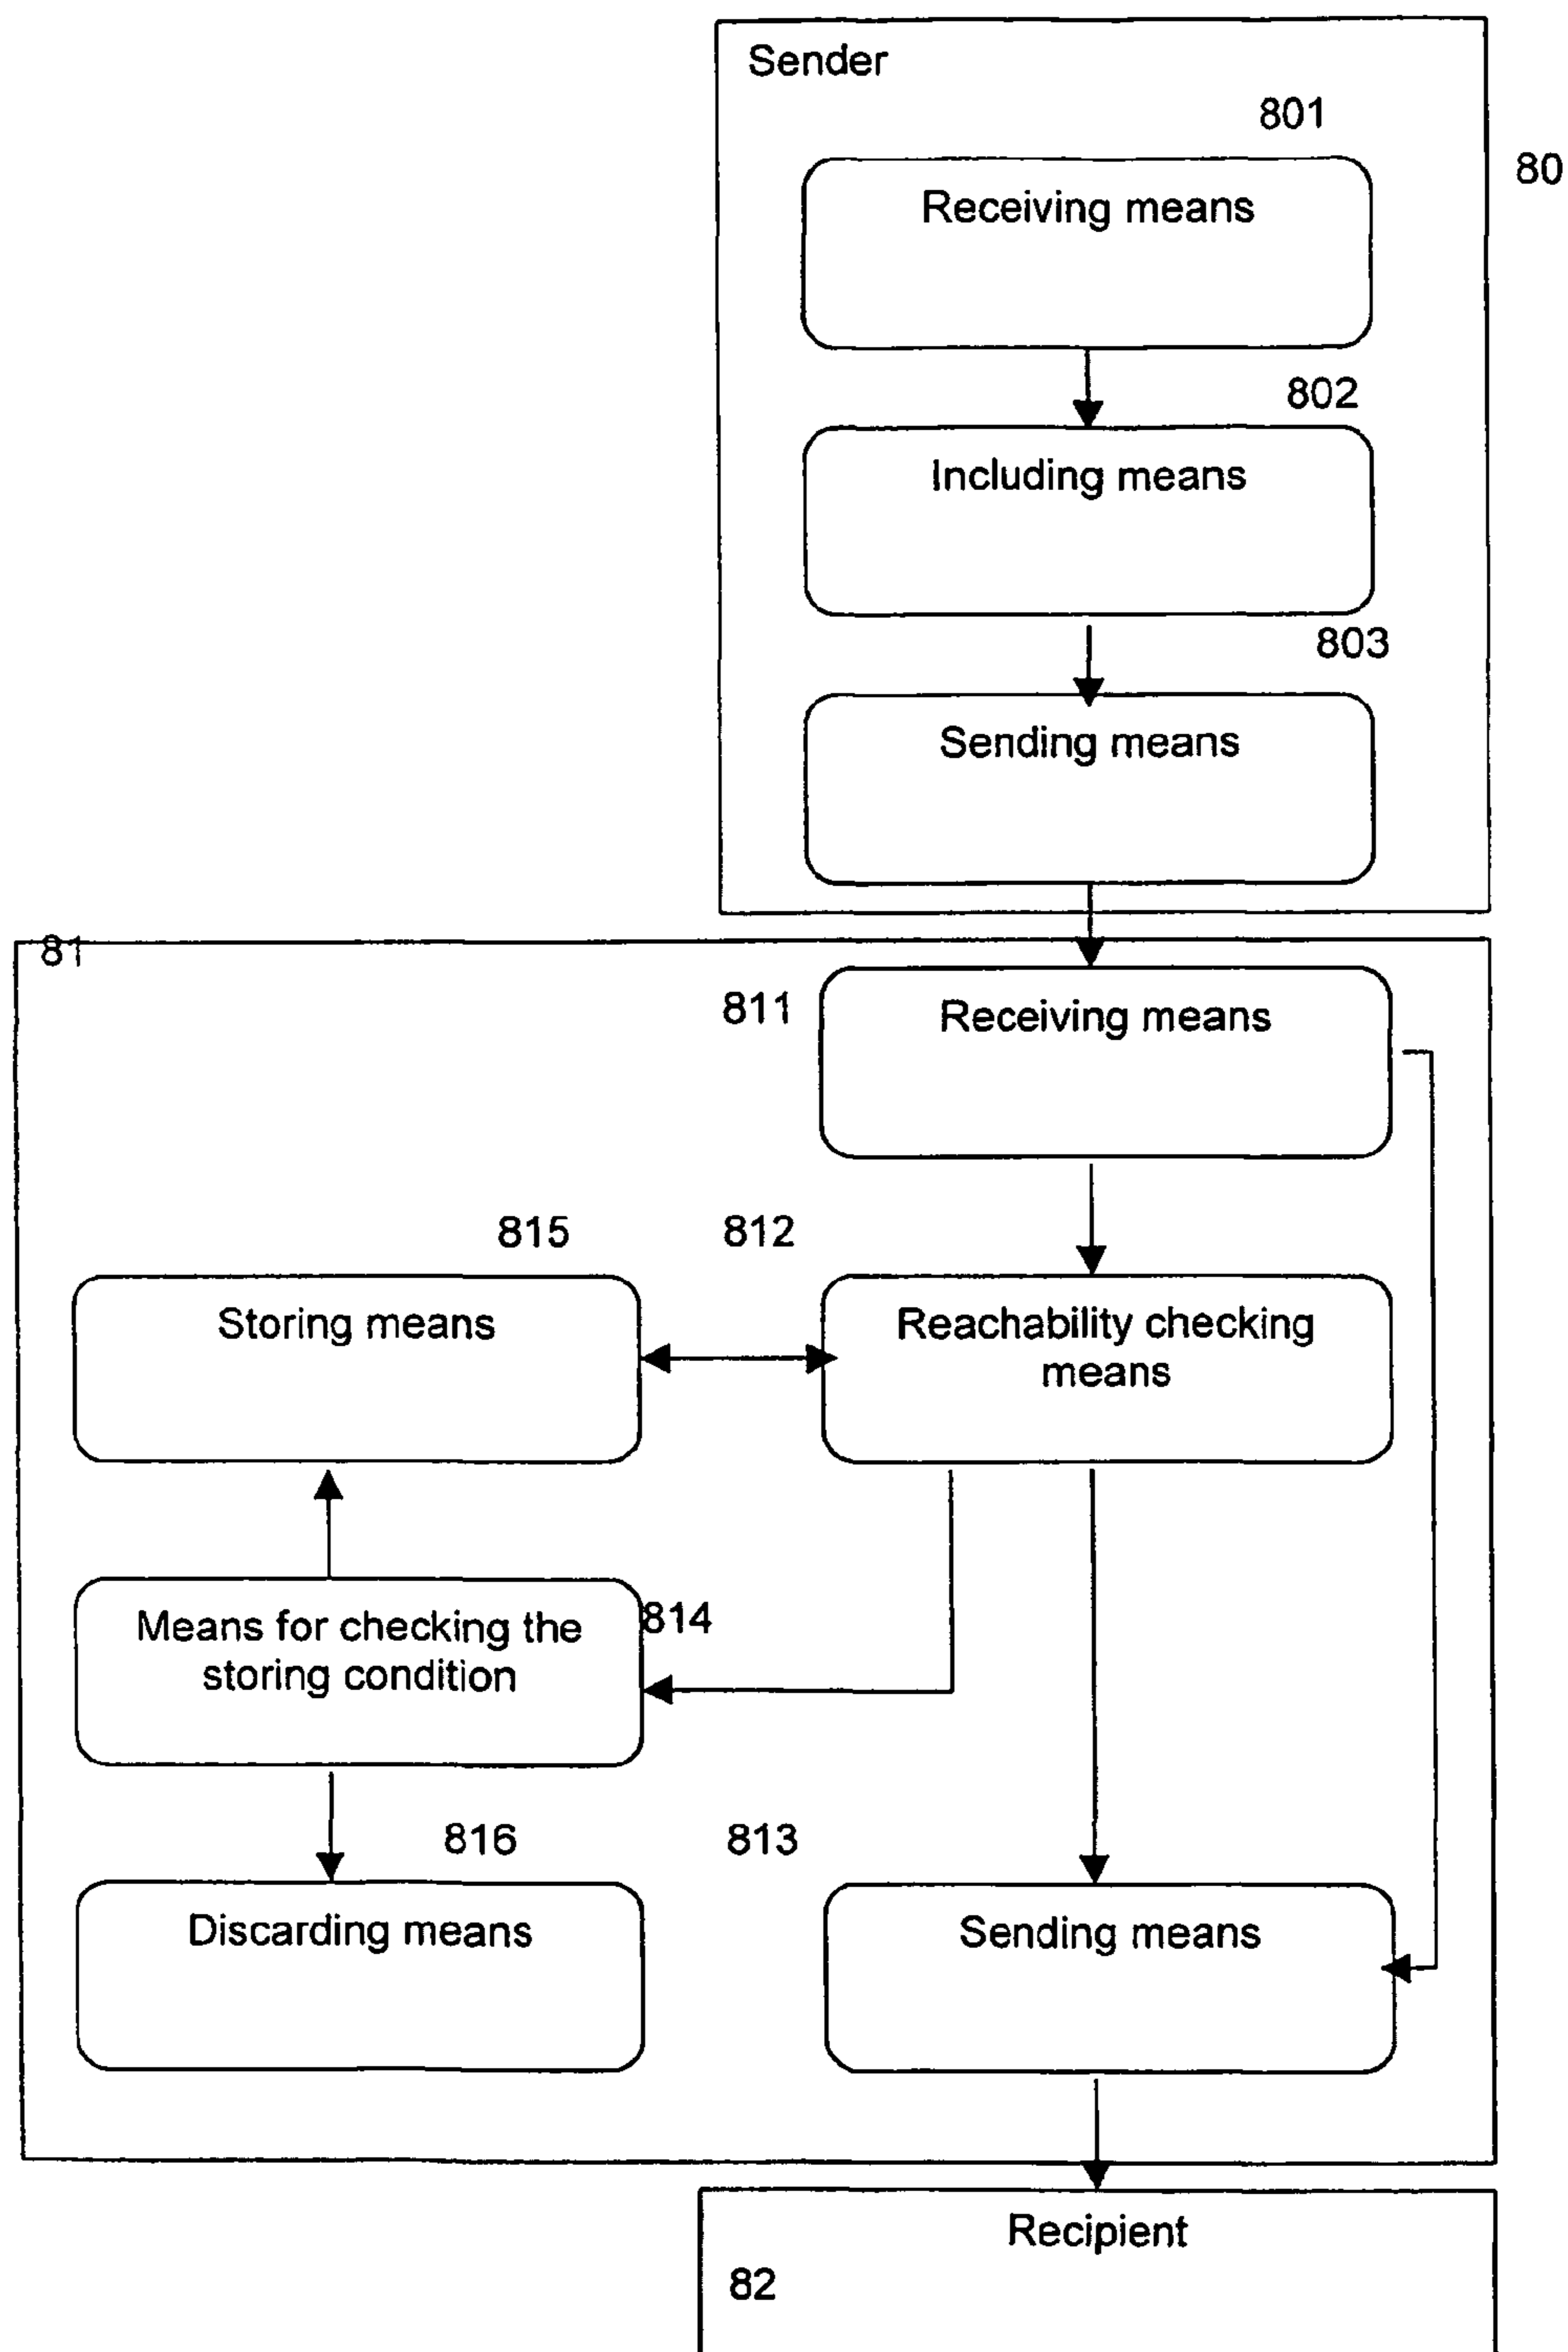 Sender
801
80
Receiving means
802
Including means
803
Sending means
81
811
Receiving means
815
812
Storing means
Reachability checking
means
814
Means for checking the
storing condition
816
813
Discarding means
Sending means
Recipient
82